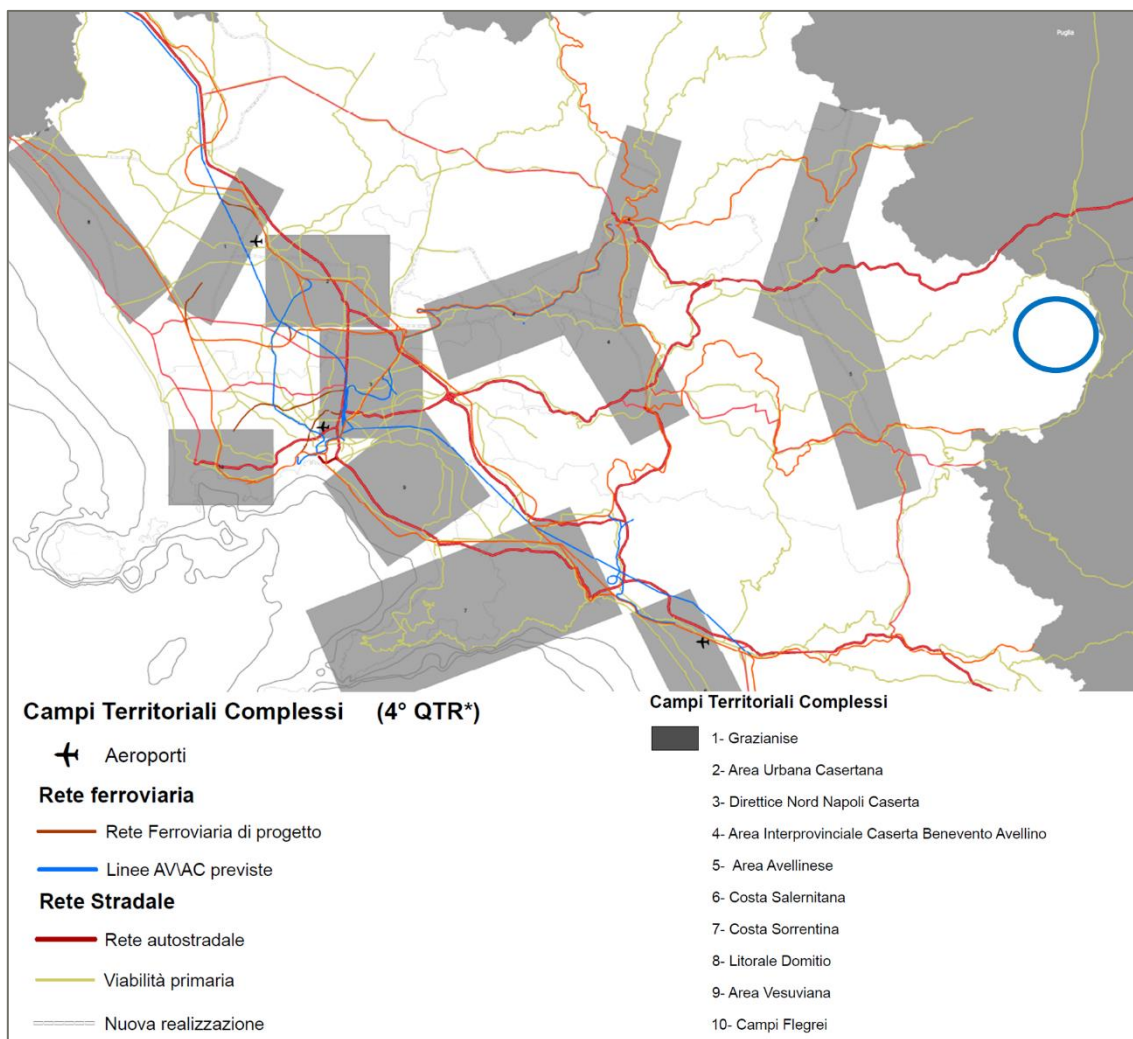 Puglia
Campi Territoriali Complessi (4° QTR*)
Aeroporti
Rete ferroviaria
Rete Ferroviaria di progetto
Linee AV\AC previste
Rete Stradale
Rete autostradale
Viabilità primaria
Nuova realizzazione
Campi Territoriali Complessi
1- Grazianise
2- Area Urbana Casertana
3- Direttice Nord Napoli Caserta
4- Area Interprovinciale Caserta Benevento Avellino
5- Area Avellinese
6- Costa Salernitana
7- Costa Sorrentina
8- Litorale Domitio
9- Area Vesuviana
10- Campi Flegrei